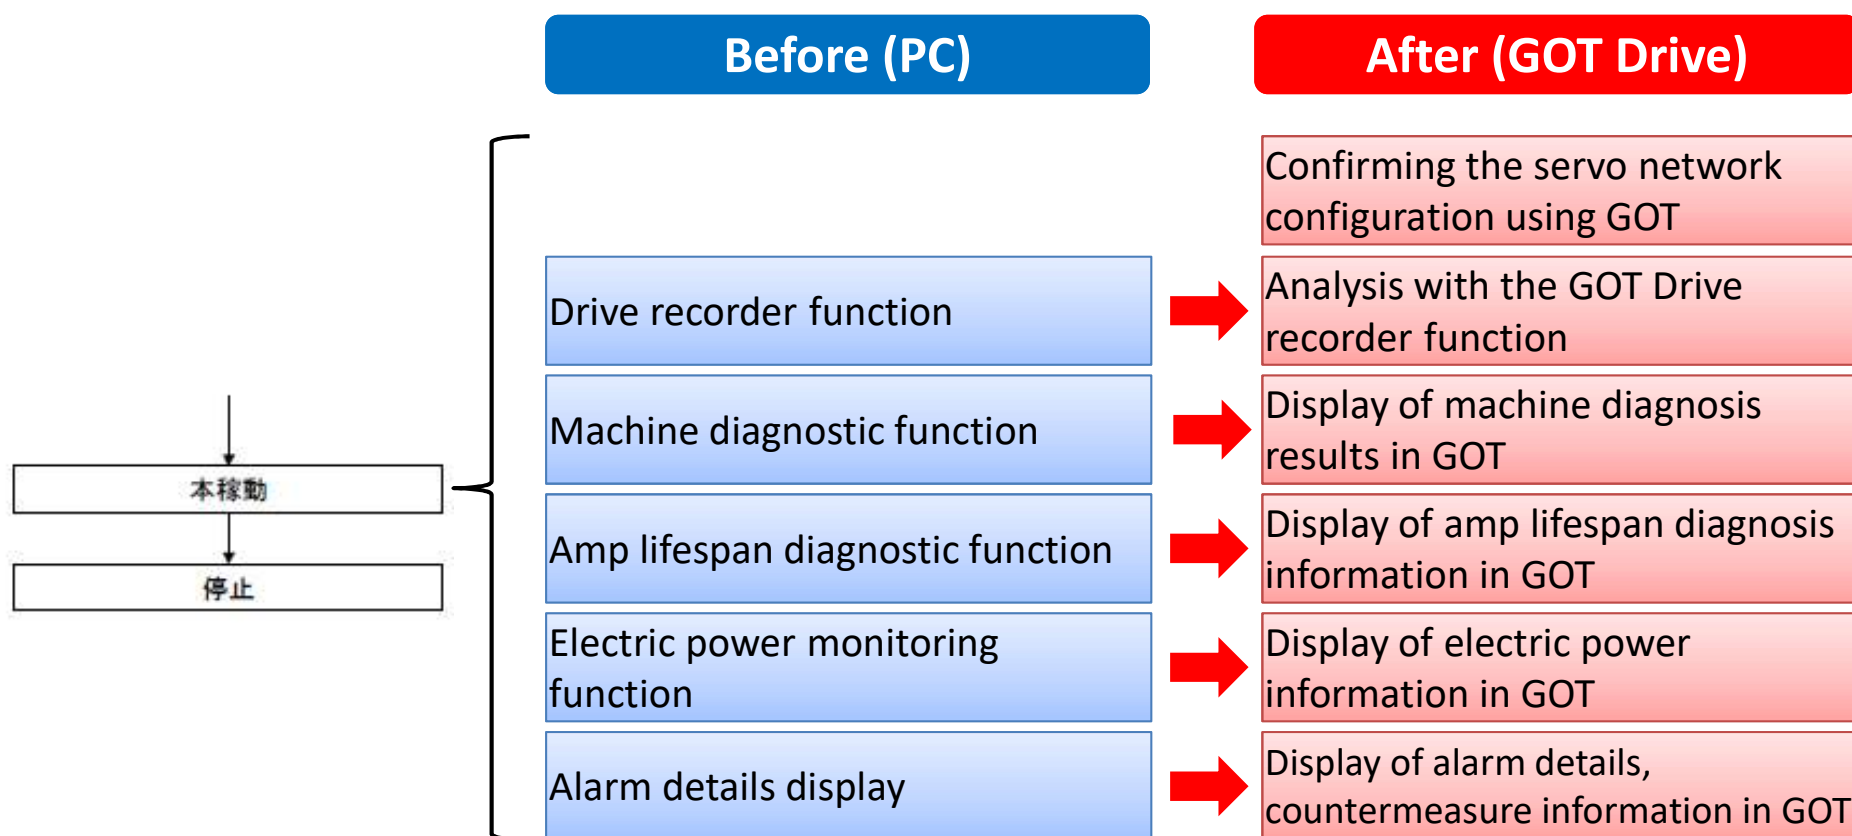 Before (PC)
After (GOT Drive)
Confirming the servo network
configuration using GOT
Drive recorder function
Analysis with the GOT Drive
recorder function
Machine diagnostic function
Display of machine diagnosis
results in GOT
本稼動
停止
Amp lifespan diagnostic function
Display of amp lifespan diagnosis
information in GOT
Electric power monitoring
function
Display of electric power
information in GOT
Alarm details display
Display of alarm details,
countermeasure information in GOT